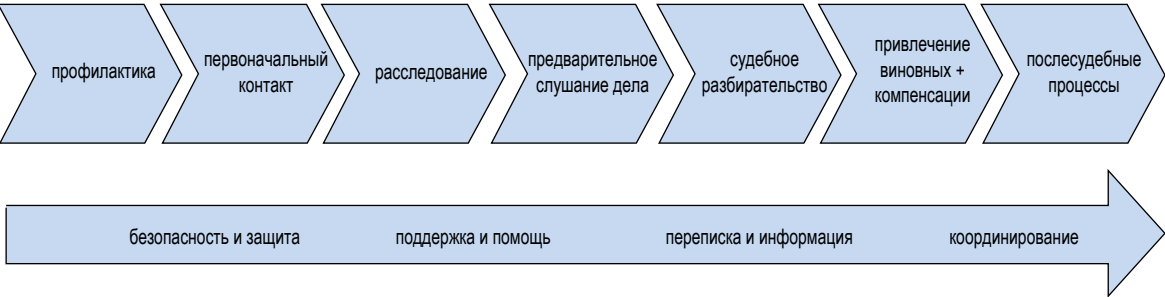 профилактика
первоначальный
контакт
расследование
предварительное
слушание дела
судебное
разбирательство
привлечение
виновных +
компенсации
послесудебные
процессы
безопасность и защита
поддержка и помощь
переписка и информация
координирование